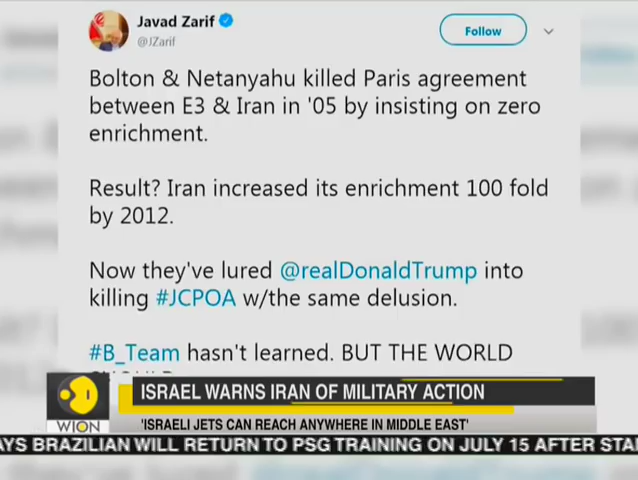 Javad Zarif
@JZarif
Follow
Bolton & Netanyahu killed Paris agreement
between E3 & Iran in '05 by insisting on zero
enrichment.
Result? Iran increased its enrichment 100 fold
by 2012.
Now they've lured @realDonaldTrump into
killing #JCPOA w/the same delusion.
#B_Team hasn't learned. BUT THE WORLD
ISRAEL WARNS IRAN OF MILITARY ACTION
WION
'ISRAELI JETS CAN REACH ANYWHERE IN MIDDLE EAST'
AYS BRAZILIAN WILL RETURN TO PSG TRAINING ON JULY 15 AFTER STA